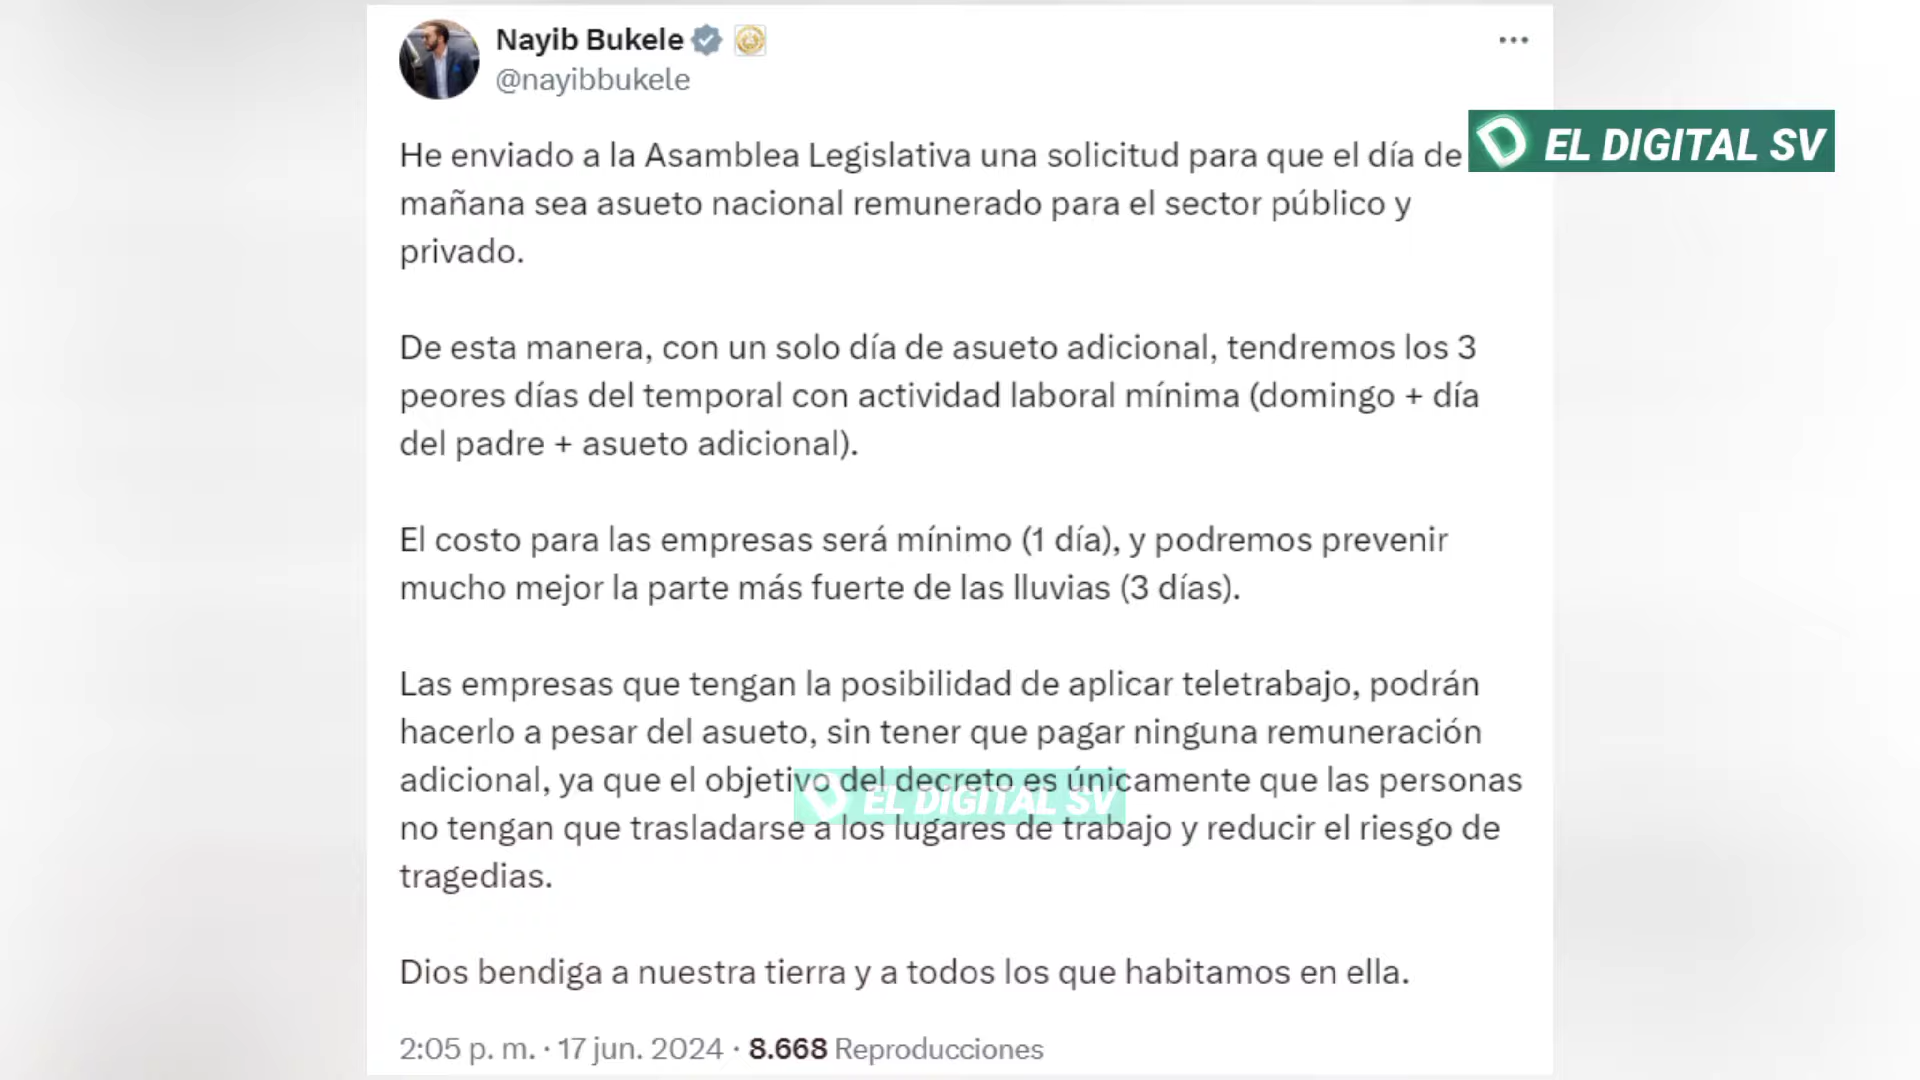 Nayib Bukele
@nayibbukele
EL DIGITAL SV
He enviado a la Asamblea Legislativa una solicitud para que el día de
mañana sea asueto nacional remunerado para el sector público y
privado.
De esta manera, con un solo día de asueto adicional, tendremos los 3
peores días del temporal con actividad laboral mínima (domingo + día
del padre + asueto adicional).
El costo para las empresas será mínimo (1 día), y podremos prevenir
mucho mejor la parte más fuerte de las lluvias (3 días).
Las empresas que tengan la posibilidad de aplicar teletrabajo, podrán
hacerlo a pesar del asueto, sin tener que pagar ninguna remuneración
adicional, ya que el objetivo del decreto es únicamente que las personas
EL DIGITAL SV
no tengan que trasladarse a los lugares de trabajo y reducir el riesgo de
tragedias.
Dios bendiga a nuestra tierra y a todos los que habitamos en ella.
2:05 p. m. · 17 jun. 2024 · 8.668 Reproducciones